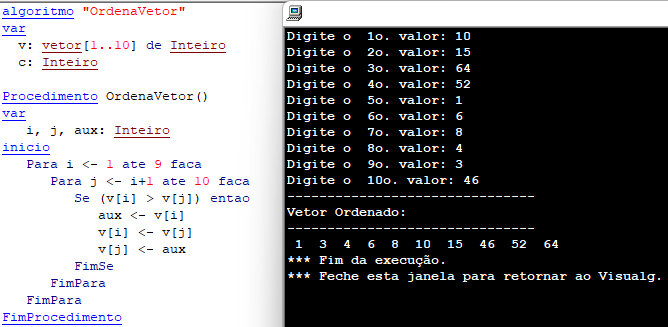 algoritmo "OrdenaVetor"
var
v: vetor[1..10] de Inteiro
c: Inteiro
Procedimento OrdenaVetor()
var
i, j, aux: Inteiro
inicio
Para i <- 1 ate 9 faca
Para j <- i+1 ate 10 faca
Se (v[i] > v[j]) entao
aux <- v[i]
v[i] <- v[j]
v[j] <- aux
FimSe
FimPara
FimPara
FimProcedimento
Digite o  1o. valor: 10
Digite o  2o. valor: 15
Digite o  3o. valor: 64
Digite o  4o. valor: 52
Digite o  5o. valor: 1
Digite o  6o. valor: 6
Digite o  7o. valor: 8
Digite o  8o. valor: 4
Digite o  9o. valor: 3
Digite o  10o. valor: 46
-------------------------------
Vetor Ordenado:
-------------------------------
1  3  4  6  8  10  15  46  52  64
*** Fim da execução.
*** Feche esta janela para retornar ao Visualg.